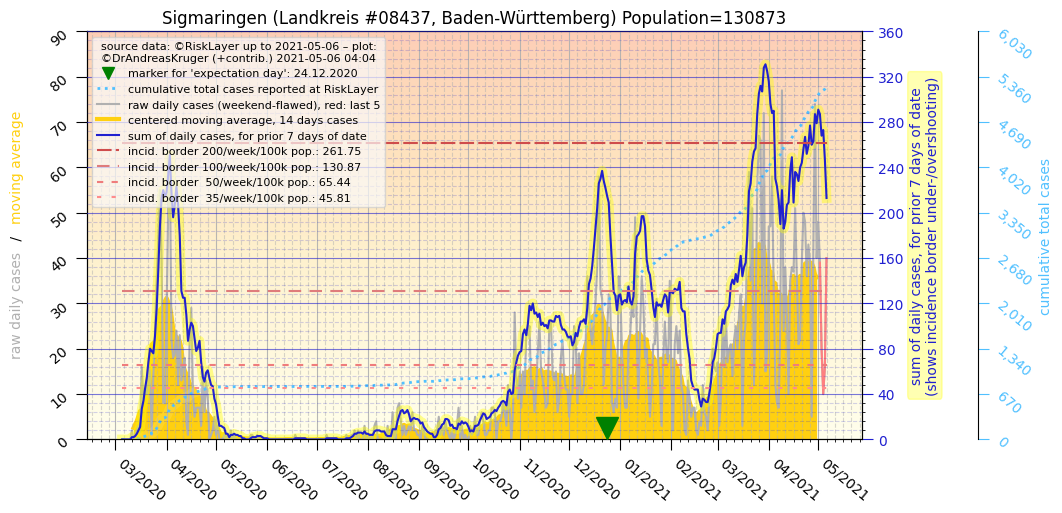 Sigmaringen (Landkreis #08437, Baden-Württemberg) Population=130873
source data: ©RiskLayer up to 2021-05-06 – plot:
©DrAndreasKruger (+contrib.) 2021-05-06 04:04
marker for 'expectation day': 24.12.2020
cumulative total cases reported at RiskLayer
raw daily cases (weekend-flawed), red: last 5
centered moving average, 14 days cases
sum of daily cases, for prior 7 days of date
incid. border 200/week/100k pop.: 261.75
incid. border 100/week/100k pop.: 130.87
incid. border  50/week/100k pop.: 65.44
incid. border  35/week/100k pop.: 45.81
raw daily cases / moving average
90
80
70
60
50
40
30
20
10
0
03/2020
04/2020
05/2020
06/2020
07/2020
08/2020
09/2020
10/2020
11/2020
12/2020
01/2021
02/2021
03/2021
04/2021
05/2021
360
320
280
240
200
160
120
80
40
0
sum of daily cases, for prior 7 days of date
(shows incidence border under-/overshooting)
6,030
5,360
4,690
4,020
3,350
2,680
2,010
1,340
670
0
cumulative total cases